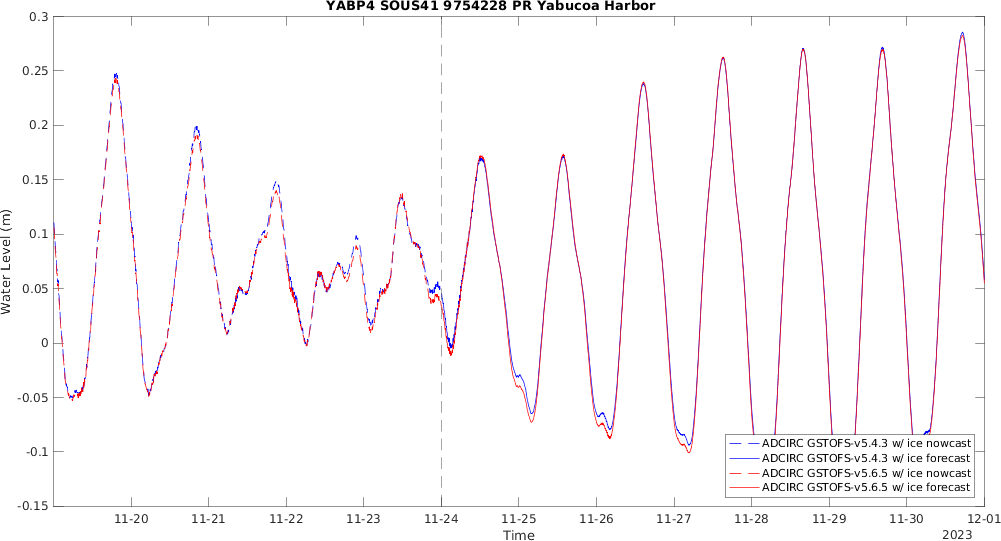 YABP4 SOUS41 9754228 PR Yabucoa Harbor
0.3
0.25
0.2
0.15
0.1
0.05
0
-0.05
-0.1
-0.15
Water Level (m)
ADCIRC GSTOFS-v5.4.3 w/ ice nowcast
ADCIRC GSTOFS-v5.4.3 w/ ice forecast
ADCIRC GSTOFS-v5.6.5 w/ ice nowcast
ADCIRC GSTOFS-v5.6.5 w/ ice forecast
11-20 11-21 11-22 11-23 11-24 11-25 11-26 11-27 11-28 11-29 11-30 12-01
Time
2023